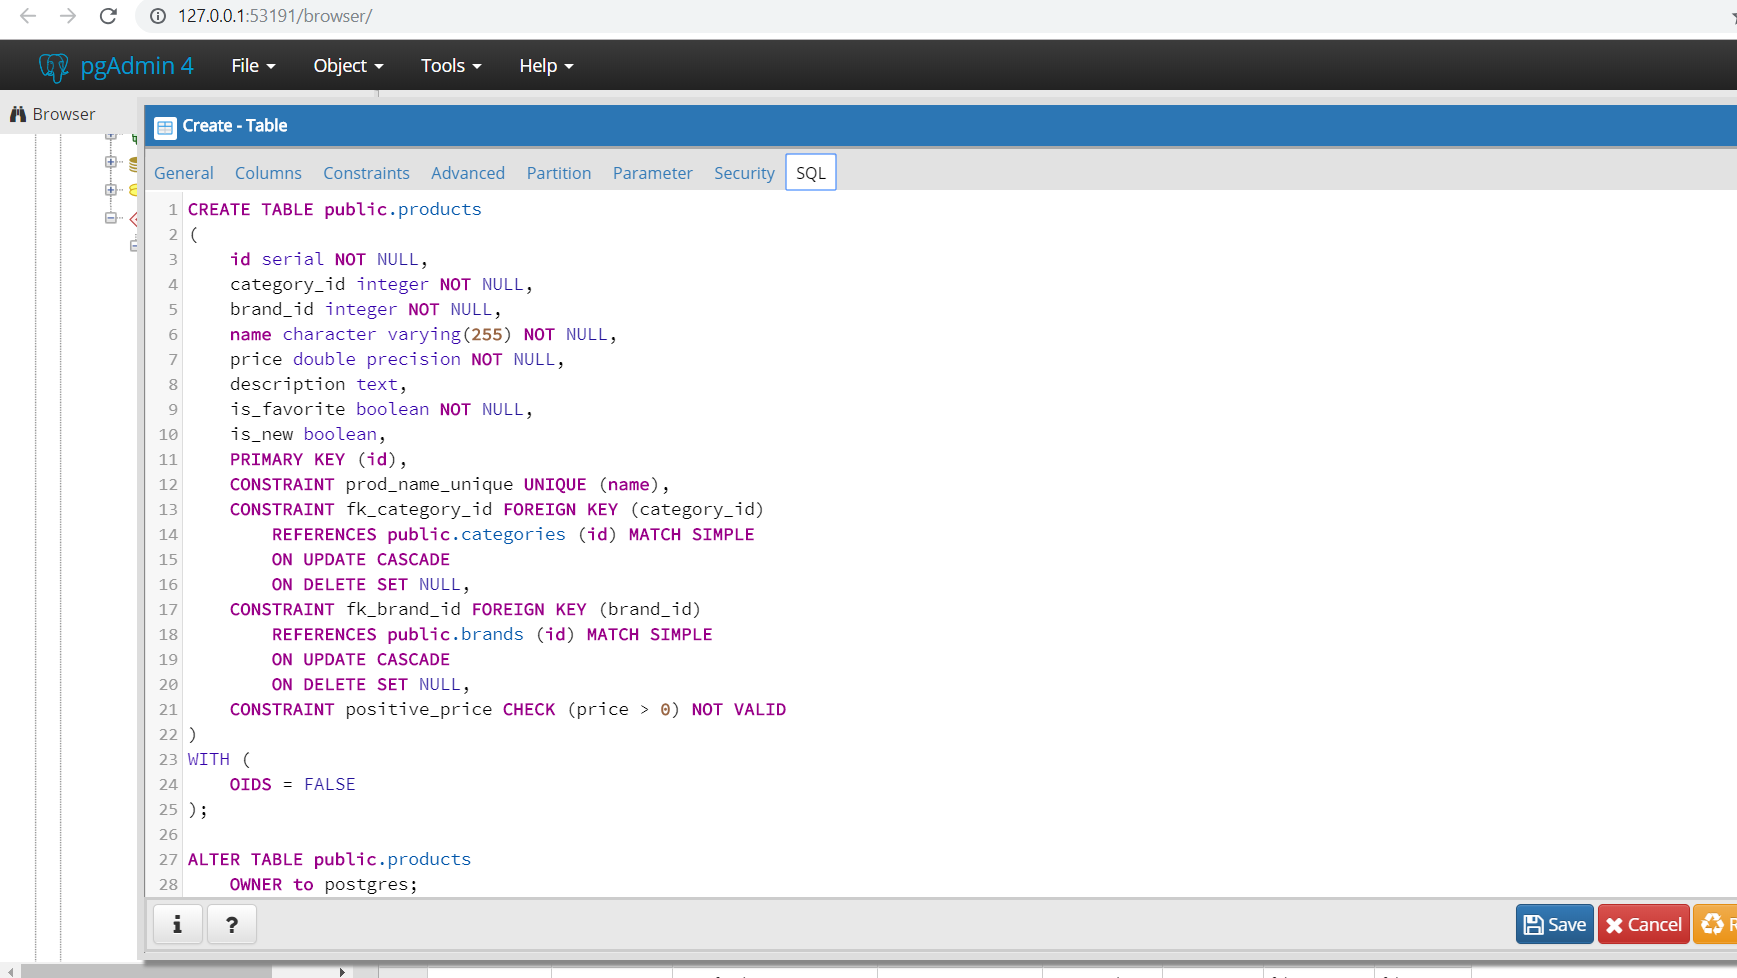 127.0.0.1:53191/browser/
pgAdmin 4 File Object Tools Help
Browser
Create - Table
General Columns Constraints Advanced Partition Parameter Security SQL
1 CREATE TABLE public.products
2 (
3     id serial NOT NULL,
4     category_id integer NOT NULL,
5     brand_id integer NOT NULL,
6     name character varying(255) NOT NULL,
7     price double precision NOT NULL,
8     description text,
9     is_favorite boolean NOT NULL,
10     is_new boolean,
11     PRIMARY KEY (id),
12     CONSTRAINT prod_name_unique UNIQUE (name),
13     CONSTRAINT fk_category_id FOREIGN KEY (category_id)
14         REFERENCES public.categories (id) MATCH SIMPLE
15         ON UPDATE CASCADE
16         ON DELETE SET NULL,
17     CONSTRAINT fk_brand_id FOREIGN KEY (brand_id)
18         REFERENCES public.brands (id) MATCH SIMPLE
19         ON UPDATE CASCADE
20         ON DELETE SET NULL,
21     CONSTRAINT positive_price CHECK (price > 0) NOT VALID
22 )
23 WITH (
24     OIDS = FALSE
25 );
26
27 ALTER TABLE public.products
28     OWNER to postgres;
i ? Save Cancel